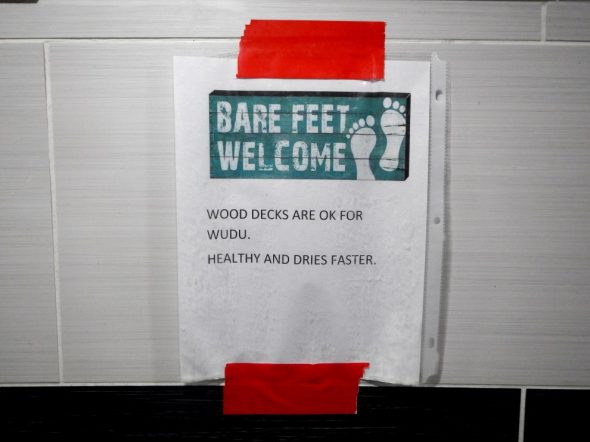 BARE FEET
WELCOME
WOOD DECKS ARE OK FOR
WUDU.
HEALTHY AND DRIES FASTER.